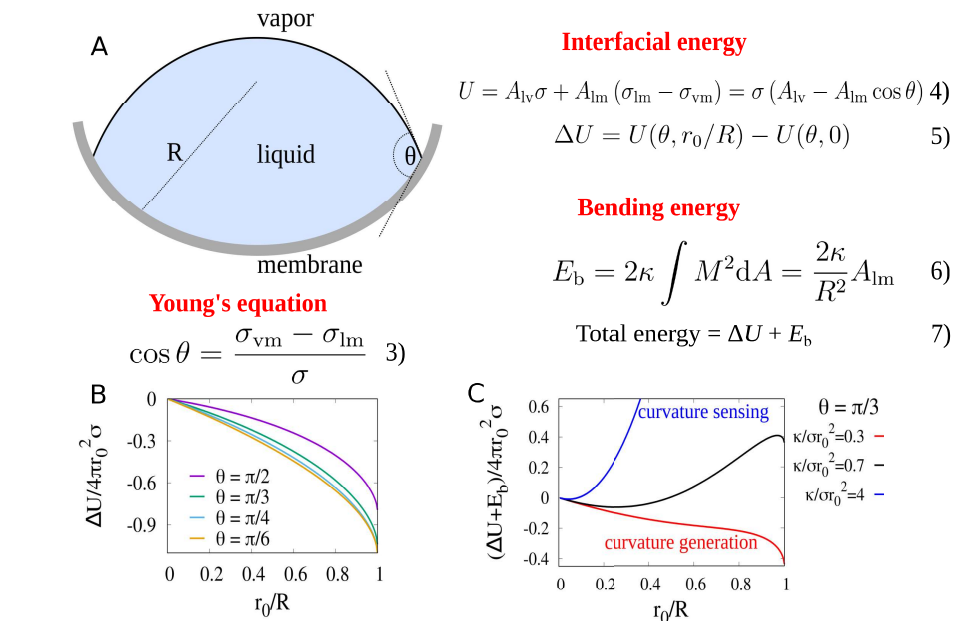 A
vapor
R
liquid
θ
membrane
Young's equation
cos θ = (σ_vm − σ_lm) / σ 3)
Interfacial energy
U = A_lv σ + A_lm (σ_lm − σ_vm) = σ (A_lv − A_lm cos θ) 4)
ΔU = U(θ, r_0/R) − U(θ, 0) 5)
Bending energy
E_b = 2κ ∫ M^2 dA = (2κ / R^2) A_lm 6)
Total energy = ΔU + E_b 7)
B
ΔU/4πr_0^2σ
0
-0.3
-0.6
-0.9
θ = π/2
θ = π/3
θ = π/4
θ = π/6
0 0.2 0.4 0.6 0.8 1
r_0/R
C
(ΔU+E_b)/4πr_0^2σ
0.6
0.4
0.2
0
-0.2
-0.4
curvature sensing
curvature generation
0 0.2 0.4 0.6 0.8 1
r_0/R
θ = π/3
κ/σr_0^2=0.3
κ/σr_0^2=0.7
κ/σr_0^2=4